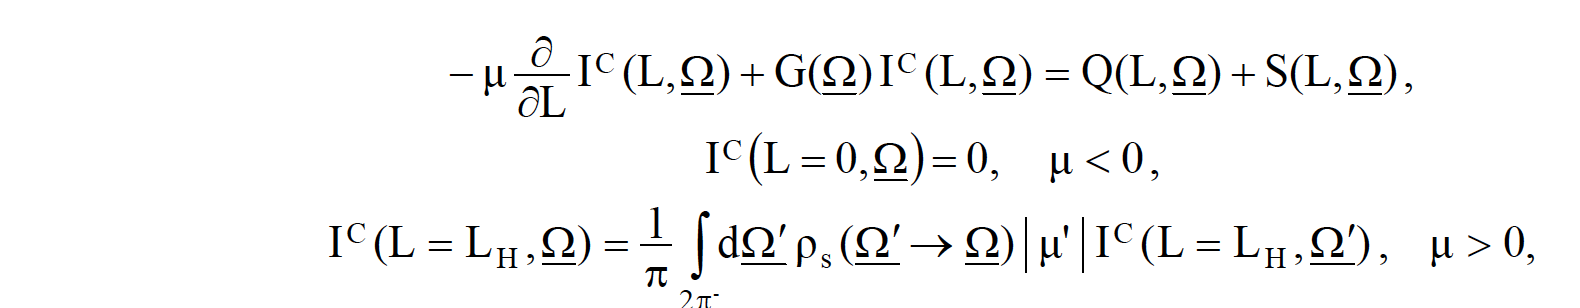 − μ ∂/∂L I^C (L, Ω̲) + G(Ω̲) I^C (L, Ω̲) = Q(L, Ω̲) + S(L, Ω̲),
I^C (L = 0, Ω̲) = 0, μ < 0,
I^C (L = L_H, Ω̲) = 1/π ∫_{2π⁻} dΩ̲′ ρ_s (Ω̲′ → Ω̲) |μ'| I^C (L = L_H, Ω̲′), μ > 0,